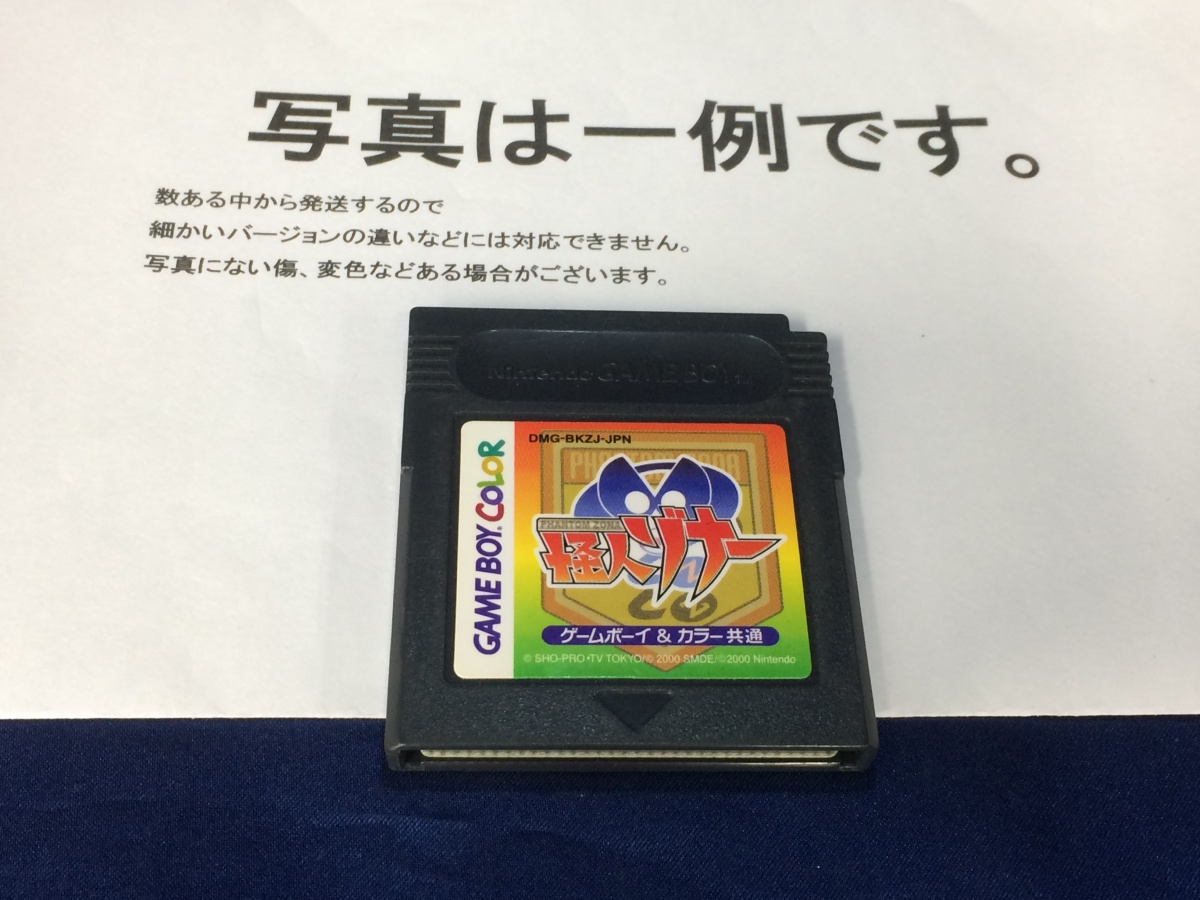 写真は一例です。
数ある中から発送するので
細かいバージョンの違いなどには対応できません。
写真にない傷、変色などある場合がございます。
Nintendo GAME BOY TM
DMG-BKZJ-JPN
GAME BOY COLOR
PHANTOM ZONA
怪人ゾナー
ゲームボーイ & カラー共通
© SHO-PRO・TV TOKYO/© 2000 SMDE/©2000 Nintendo